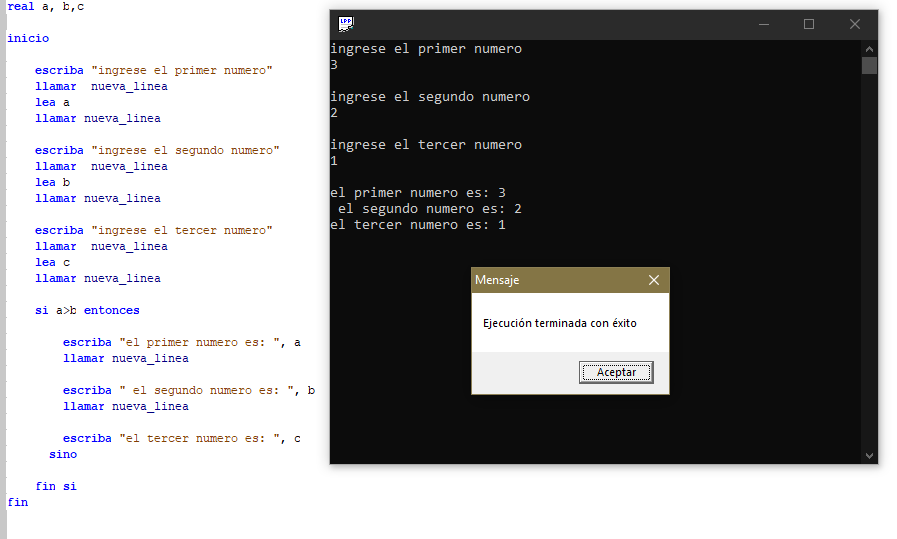 real a, b,c
inicio
escriba "ingrese el primer numero"
llamar  nueva_linea
lea a
llamar nueva_linea
escriba "ingrese el segundo numero"
llamar  nueva_linea
lea b
llamar nueva_linea
escriba "ingrese el tercer numero"
llamar  nueva_linea
lea c
llamar nueva_linea
si a>b entonces
escriba "el primer numero es: ", a
llamar nueva_linea
escriba " el segundo numero es: ", b
llamar nueva_linea
escriba "el tercer numero es: ", c
sino
fin si
fin
LPP
ingrese el primer numero
3
ingrese el segundo numero
2
ingrese el tercer numero
1
el primer numero es: 3
el segundo numero es: 2
el tercer numero es: 1
Mensaje
Ejecución terminada con éxito
Aceptar